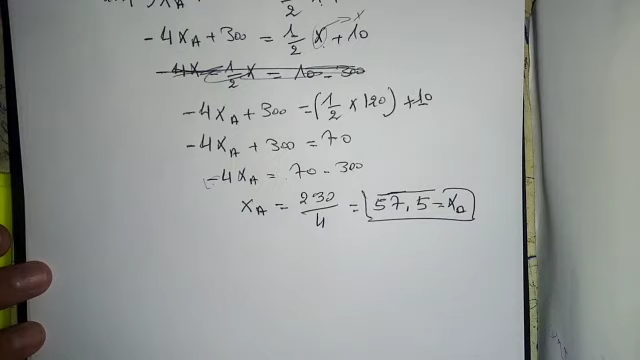 -4x_A + 300 = 1/2 x + 10
-4x_A + 300 = (1/2 × 120) + 10
-4x_A + 300 = 70
-4x_A = 70 - 300
x_A = 230/4 = 57,5 = x_A